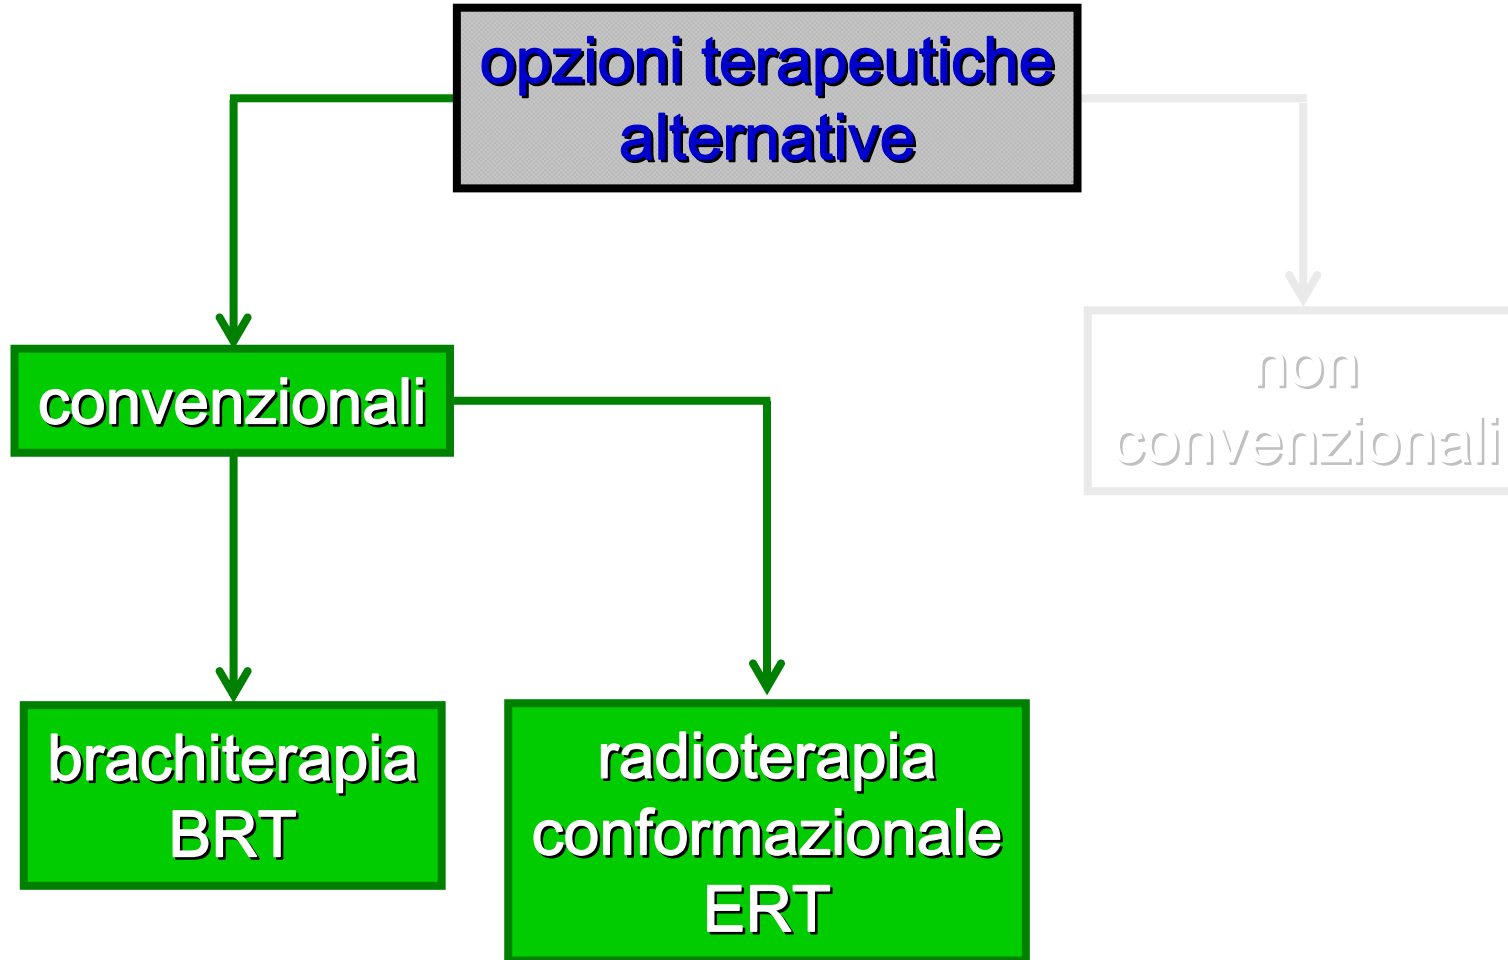 opzioni terapeutiche
alternative
convenzionali
non
convenzionali
brachiterapia
BRT
radioterapia
conformazionale
ERT